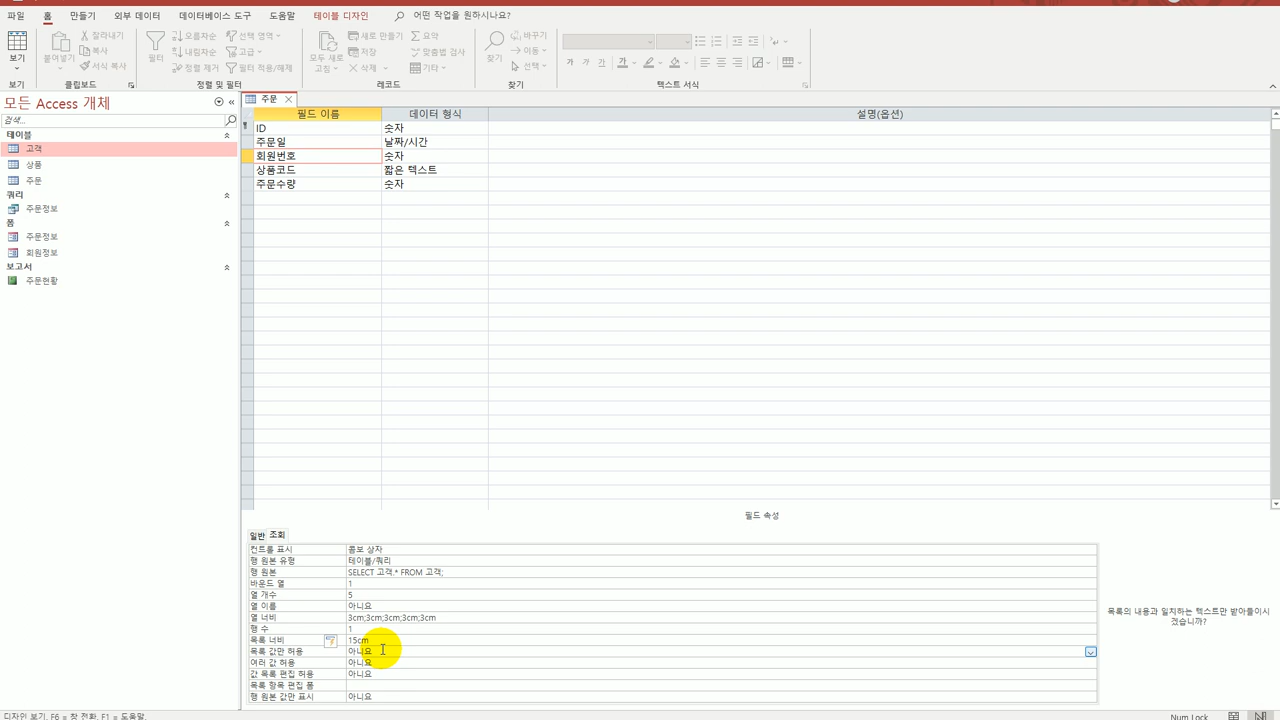 파일 홈 만들기 외부 데이터 데이터베이스 도구 도움말 테이블 디자인 어떤 작업을 원하시나요?
보기
붙여넣기
잘라내기
복사
서식 복사
필터
오름차순
내림차순
정렬 제거
선택 영역
고급
필터 적용/해제
모두 새로 고침
새로 만들기
저장
삭제
요약
맞춤법 검사
기타
찾기
바꾸기
이동
선택
보기 클립보드 정렬 및 필터 레코드 찾기 텍스트 서식
모든 Access 개체
검색...
테이블
고객
상품
주문
쿼리
주문정보
폼
주문정보
회원정보
보고서
주문현황
주문
필드 이름 데이터 형식 설명(옵션)
ID 숫자
주문일 날짜/시간
회원번호 숫자
상품코드 짧은 텍스트
주문수량 숫자
필드 속성
일반 조회
컨트롤 표시 콤보 상자
행 원본 유형 테이블/쿼리
행 원본 SELECT 고객.* FROM 고객;
바운드 열 1
열 개수 5
열 이름 아니요
열 너비 3cm;3cm;3cm;3cm;3cm
행 수 1
목록 너비 15cm
목록 값만 허용 아니요
여러 값 허용 아니요
값 목록 편집 허용 아니요
목록 항목 편집 폼
행 원본 값만 표시 아니요
목록의 내용과 일치하는 텍스트만 받아들이시
겠습니까?
디자인 보기. F6 = 창 전환. F1 = 도움말.
Num Lock